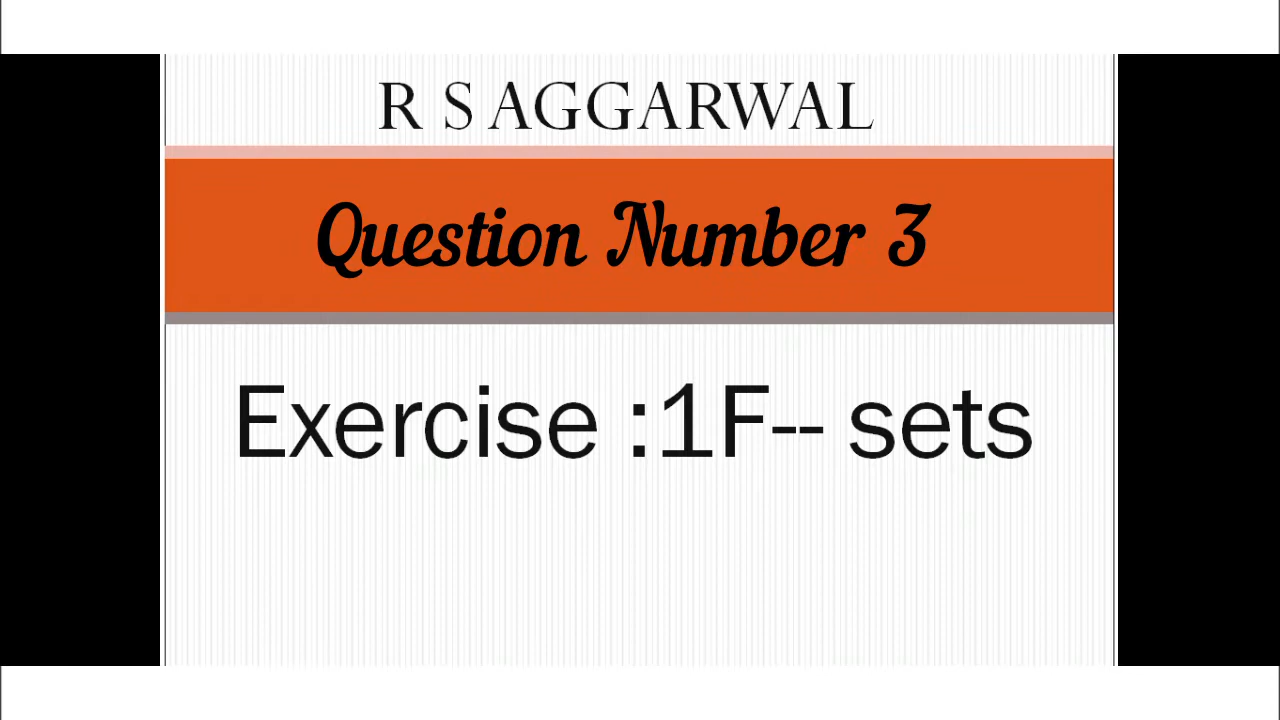 R S AGGARWAL
Question Number 3
Exercise :1F-- sets